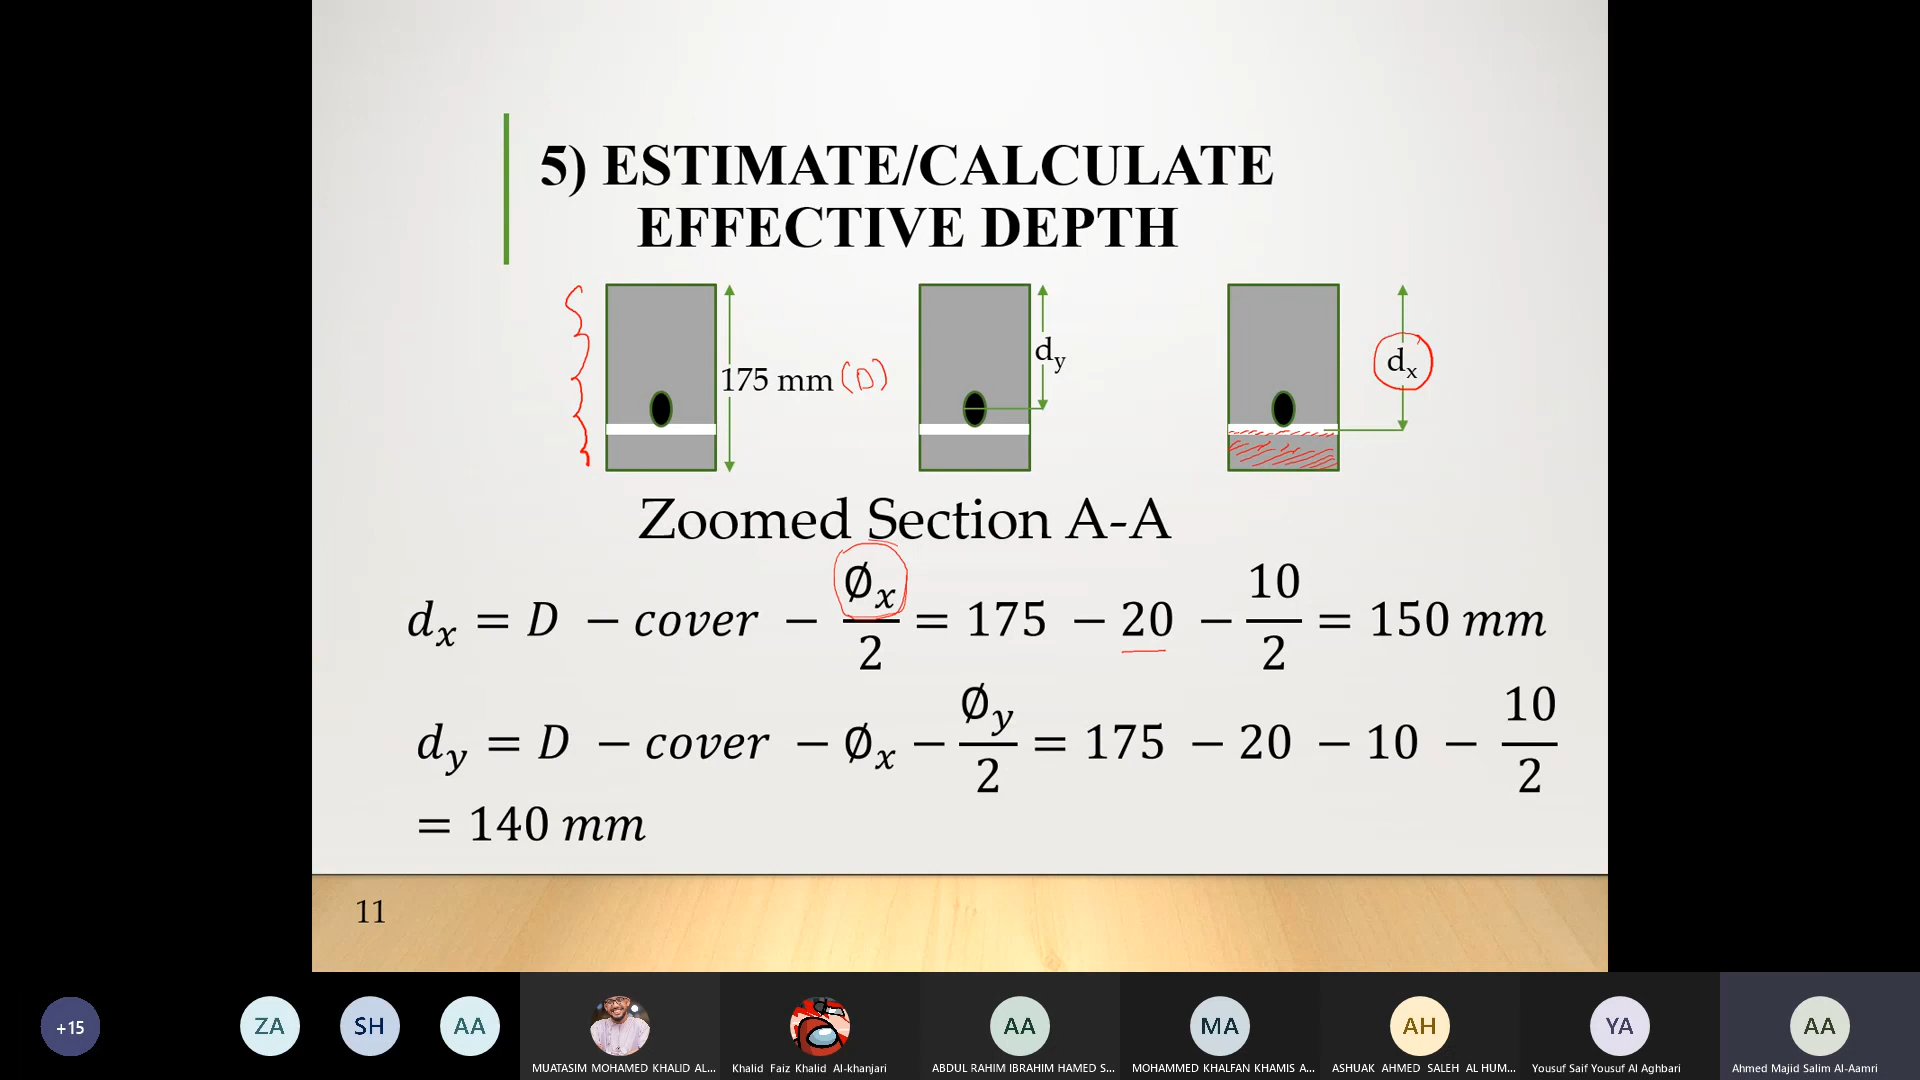 5) ESTIMATE/CALCULATE
EFFECTIVE DEPTH
175 mm (D)
d_y
d_x
Zoomed Section A-A
d_x = D − cover − ∅_x/2 = 175 − 20 − 10/2 = 150 mm
d_y = D − cover − ∅_x − ∅_y/2 = 175 − 20 − 10 − 10/2
= 140 mm
11
+15
ZA
SH
AA
MUATASIM MOHAMED KHALID AL...
Khalid Faiz Khalid Al-khanjari
AA
ABDUL RAHIM IBRAHIM HAMED S...
MA
MOHAMMED KHALFAN KHAMIS A...
AH
ASHUAK AHMED SALEH AL HUM...
YA
Yousuf Saif Yousuf Al Aghbari
AA
Ahmed Majid Salim Al-Aamri